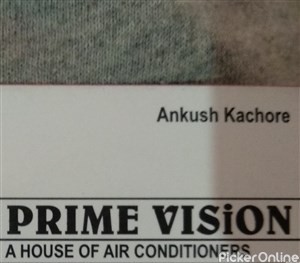 Ankush Kachore
PRIME VISiON
A HOUSE OF AIR CONDITIONERS
PickerOnline